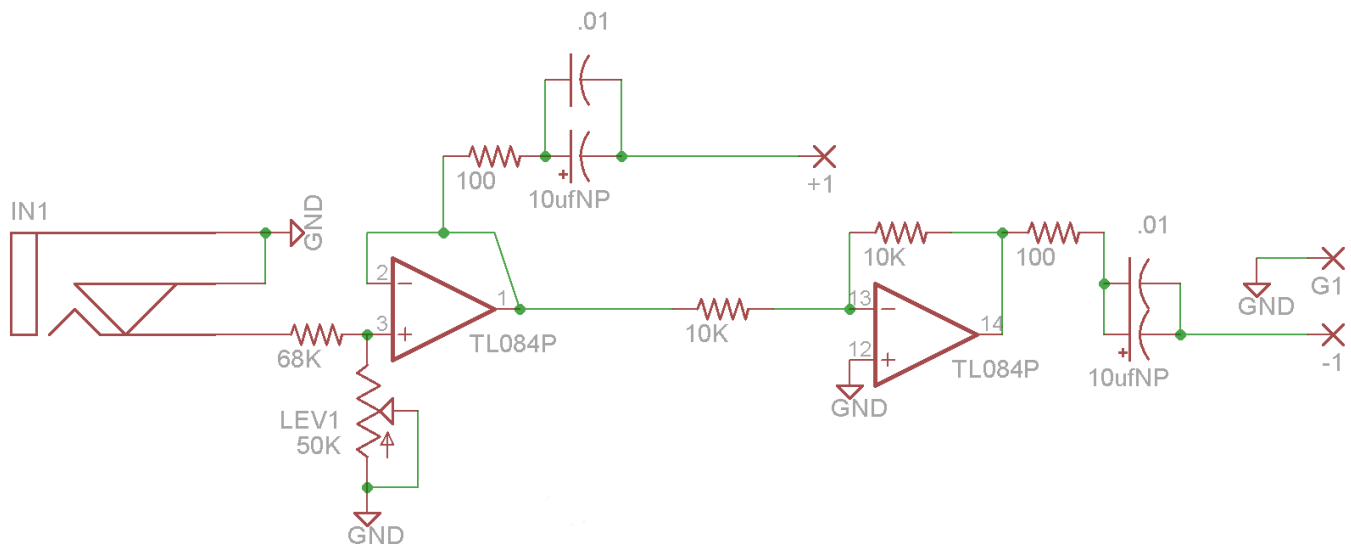 .01
100
10ufNP
+1
IN1
GND
2
3
1
TL084P
68K
LEV1
50K
GND
10K
10K
13
12
14
TL084P
GND
100
.01
10ufNP
GND
G1
-1